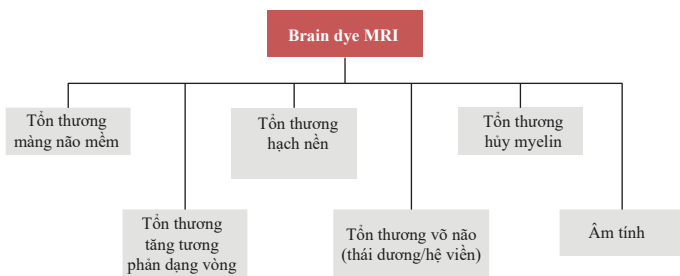 Brain dye MRI
Tổn thương
màng não mềm
Tổn thương
hạch nền
Tổn thương
hủy myelin
Tổn thương
tăng tương
phản dạng vòng
Tổn thương võ não
(thái dương/hệ viền)
Âm tính